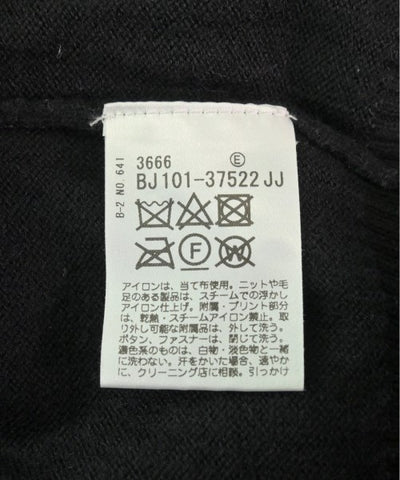 B-2 NO.641
3666 E
BJ101-37522JJ
F
W
アイロンは、当て布使用。ニットや毛
足のある製品は、スチームでの浮かし
アイロン仕上げ。附属・プリント部分
は、乾熱・スチームアイロン禁止。取
り外し可能な附属品は、外して洗う。
ボタン、ファスナーは、閉じて洗う。
濃色系のものは、白物・淡色物と一緒
に洗わない。汗をかいた場合、速やか
に、クリーニング店に相談。引っかけ